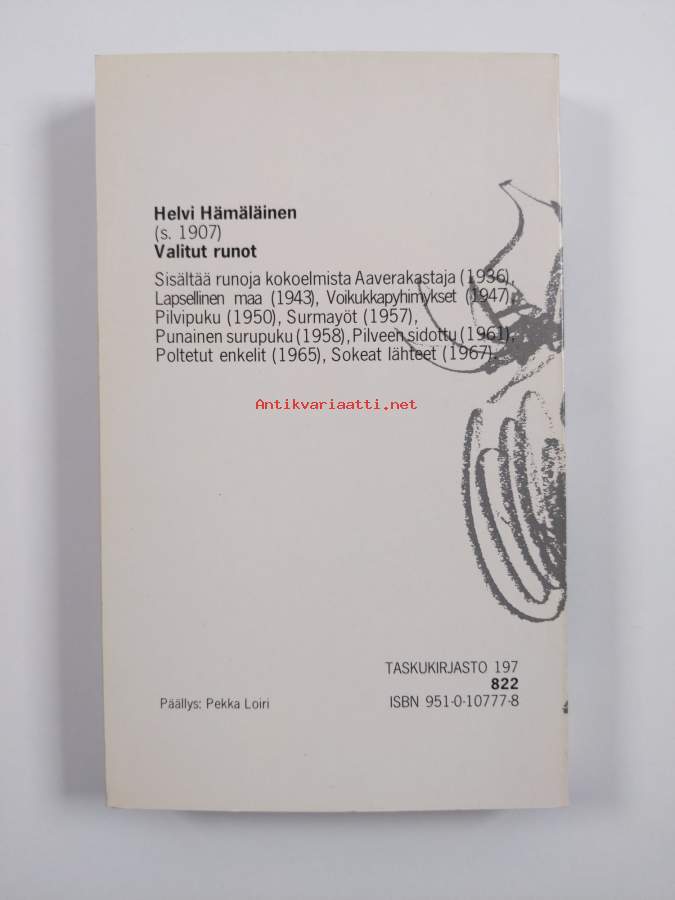 Helvi Hämäläinen
(s. 1907)
Valitut runot
Sisältää runoja kokoelmista Aaverakastaja (1936),
Lapsellinen maa (1943), Voikukkapyhimykset (1947),
Pilvipuku (1950), Surmayöt (1957),
Punainen surupuku (1958), Pilveen sidottu (1961),
Poltetut enkelit (1965), Sokeat lähteet (1967).
Antikvariaatti.net
TASKUKIRJASTO 197
822
Päällys: Pekka Loiri
ISBN 951-0-10777-8